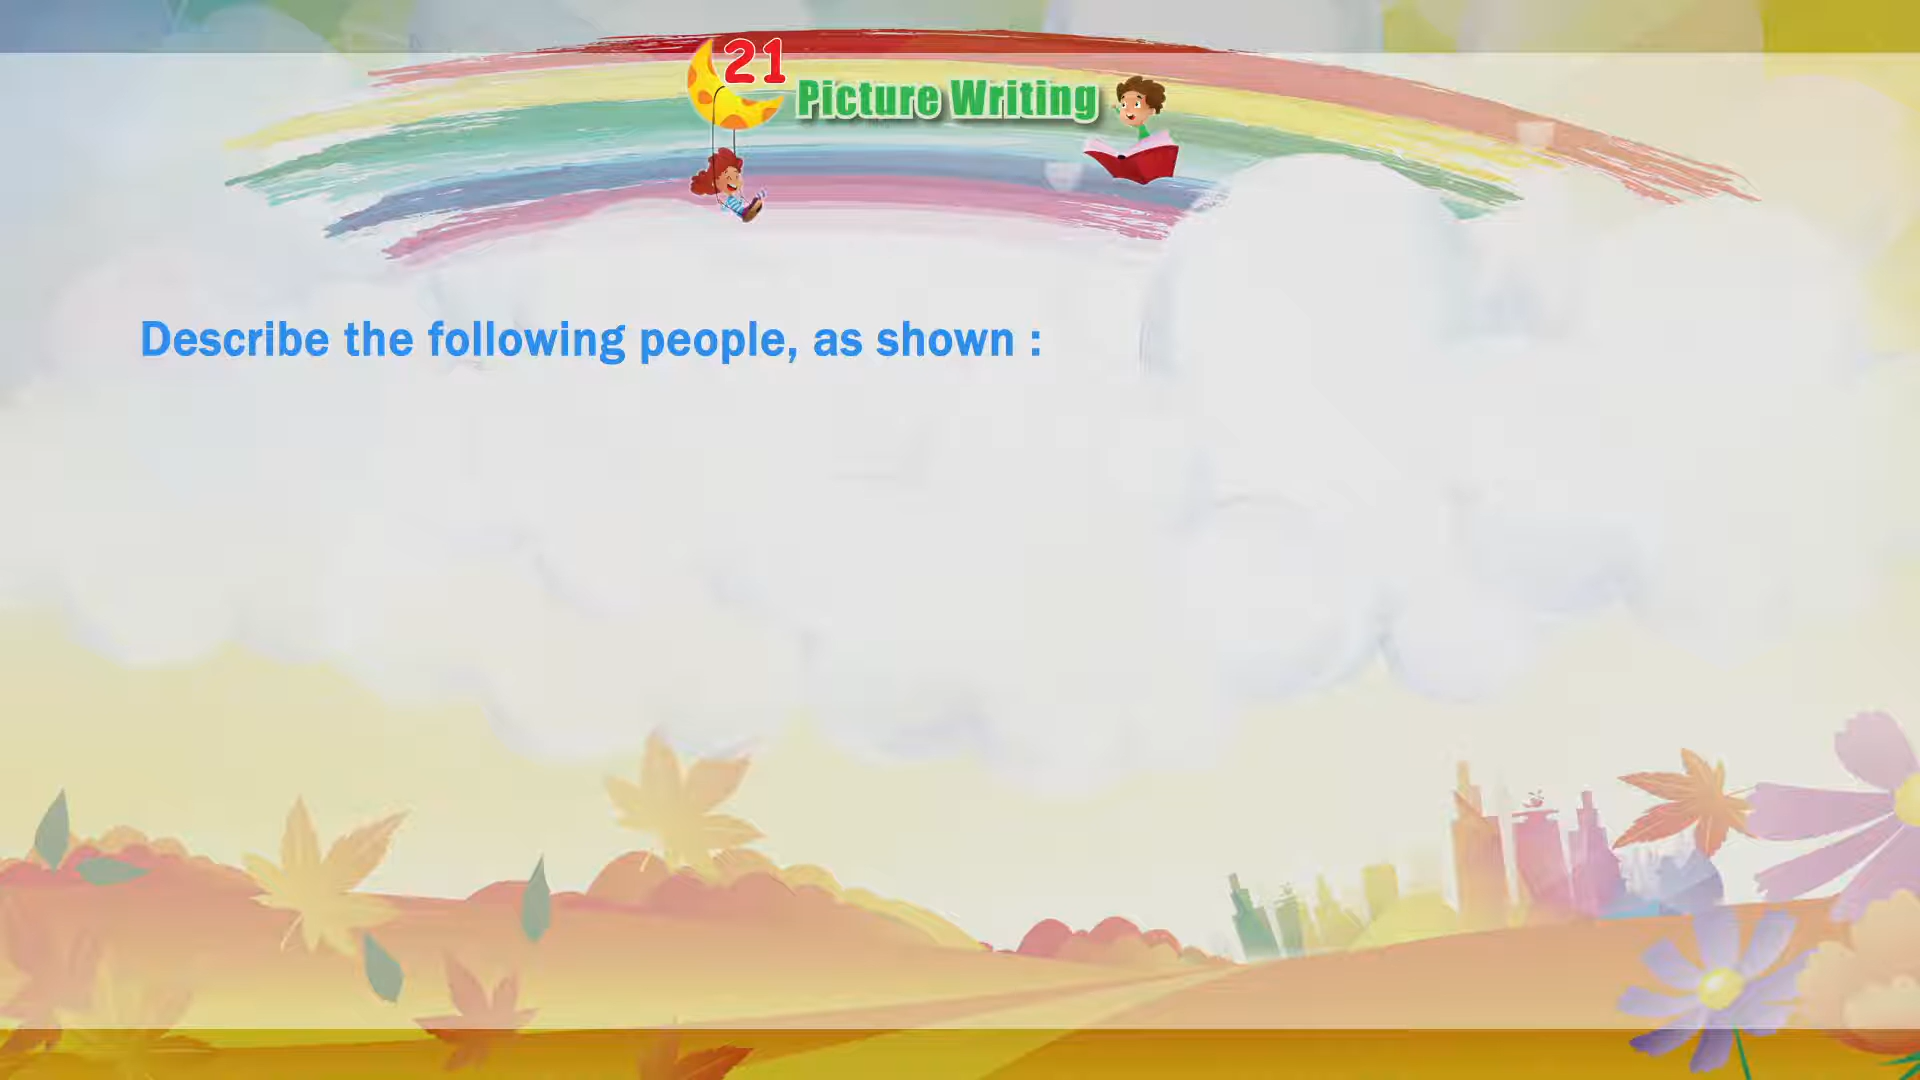 21
Picture Writing
Describe the following people, as shown :